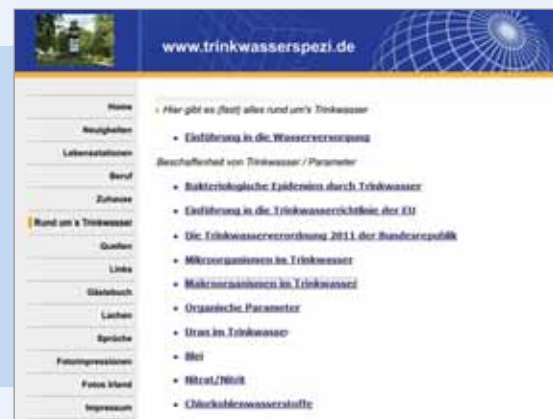 www.trinkwasserspezi.de
Home
Neuigkeiten
Lebensstationen
Beruf
Zuhause
Rund um´s Trinkwasser
Quellen
Links
Gästebuch
Lachen
Sprüche
Fotoimpressionen
Fotos Irland
Impressum
Hier gibt es (fast) alles rund um's Trinkwasser
Einführung in die Wasserversorgung
Beschaffenheit von Trinkwasser / Parameter
Bakteriologische Epidemien durch Trinkwasser
Einführung in die Trinkwasserrichtlinie der EU
Die Trinkwasserverordnung 2011 der Bundesrepublik
Mikroorganismen im Trinkwasser
Makroorganismen im Trinkwasser
Organische Parameter
Uran im Trinkwasser
Blei
Nitrat/Nitrit
Chlorkohlenwasserstoffe